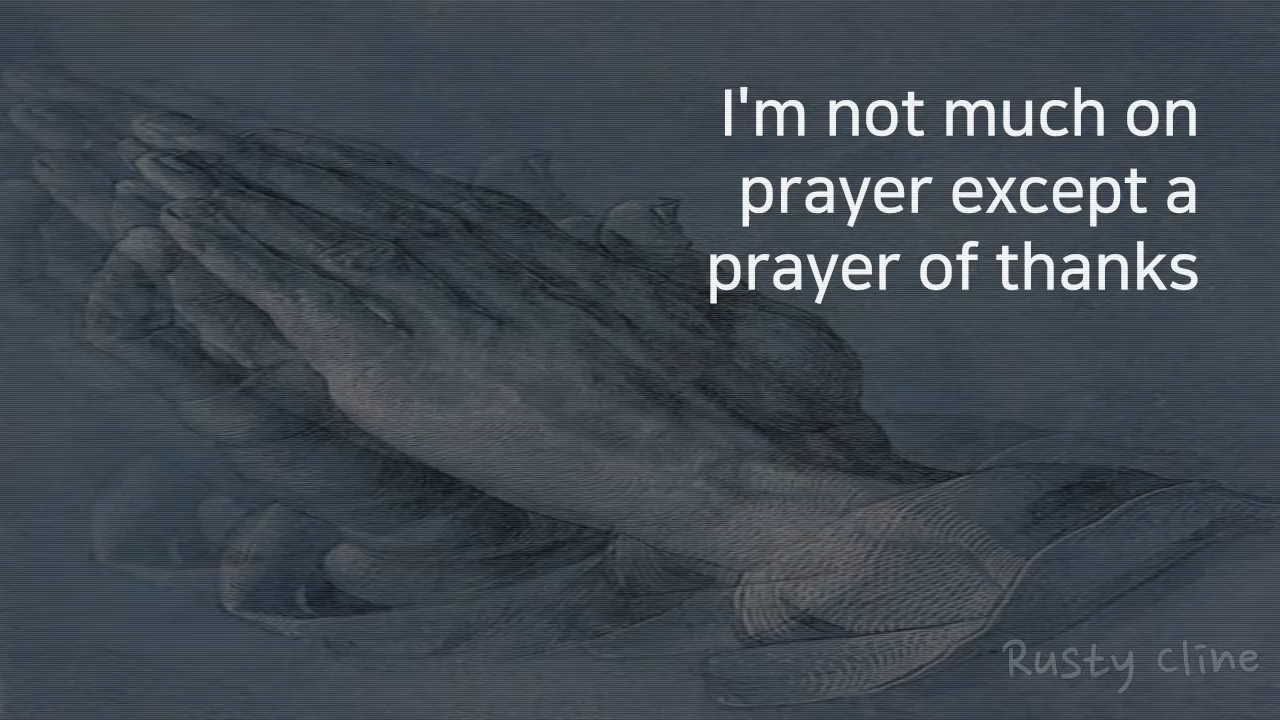 I'm not much on
prayer except a
prayer of thanks
Rusty Cline